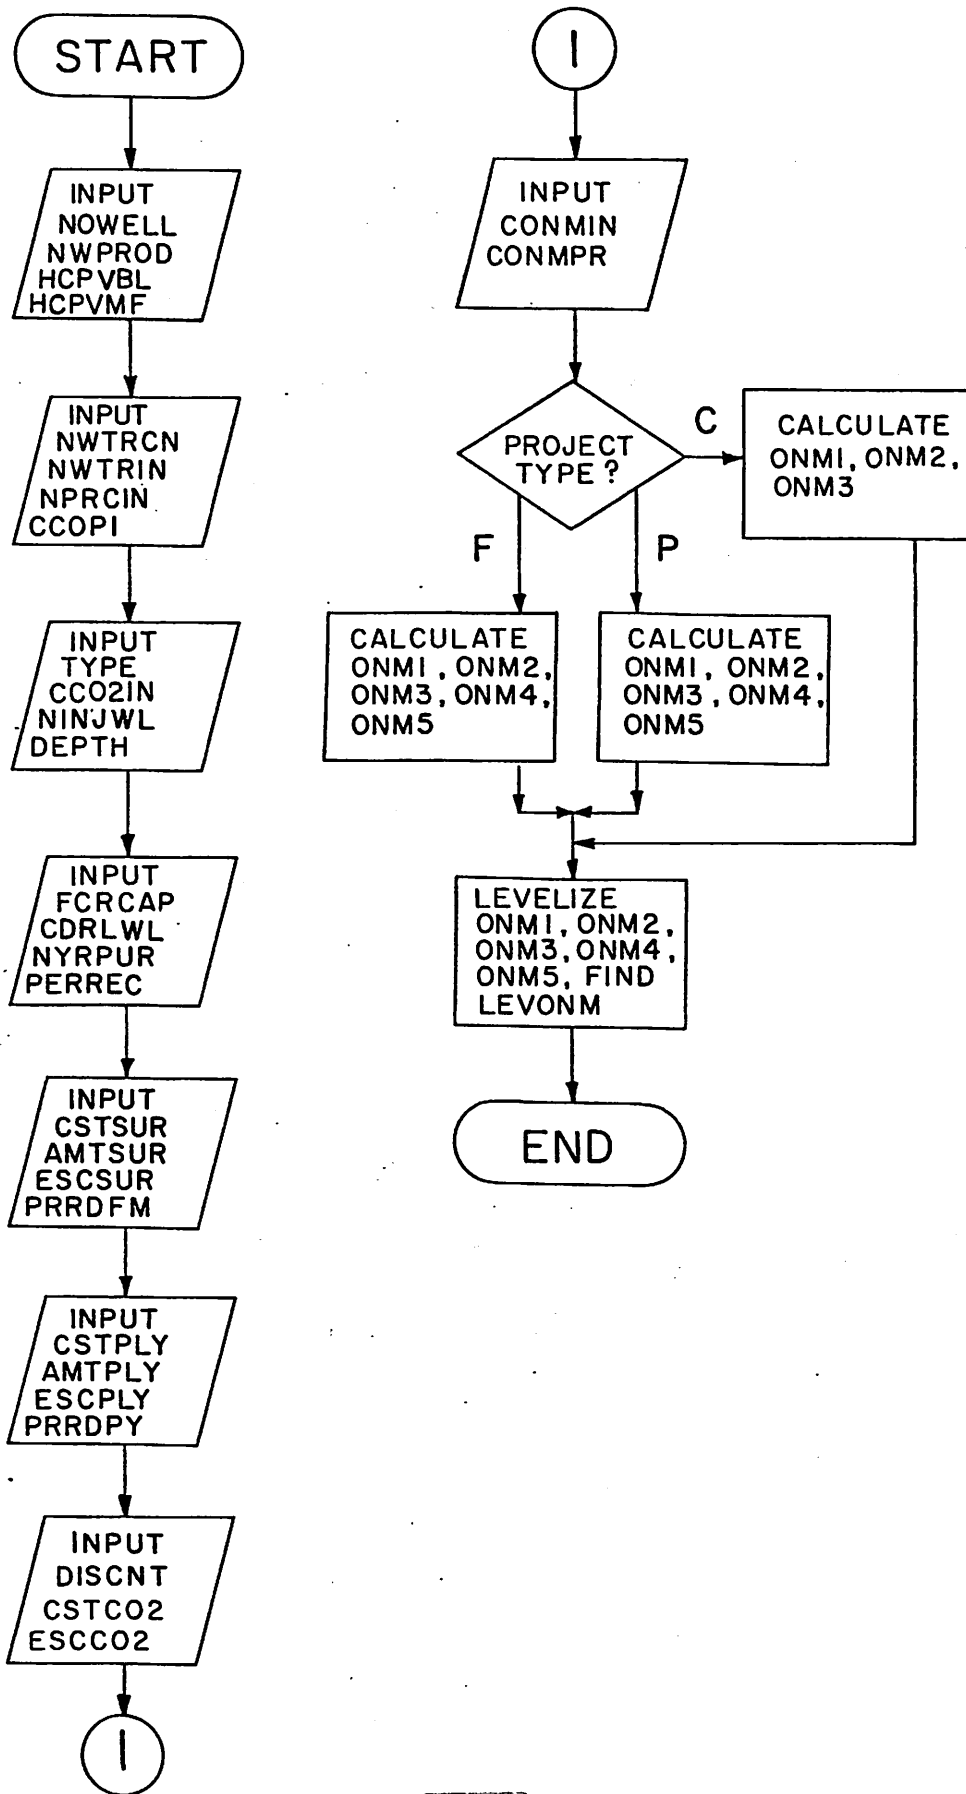 START
INPUT
NOWELL
NWPROD
HCPVBL
HCPVMF
INPUT
NWTRCN
NWTRIN
NPRCIN
CCOPI
INPUT
TYPE
CCO2IN
NINJWL
DEPTH
INPUT
FCRCAP
CDRLWL
NYRPUR
PERREC
INPUT
CSTSUR
AMTSUR
ESCSUR
PRRDFM
INPUT
CSTPLY
AMTPLY
ESCPLY
PRRDPY
INPUT
DISCNT
CSTCO2
ESCCO2
I
I
INPUT
CONMIN
CONMPR
PROJECT
TYPE?
C
CALCULATE
ONM1, ONM2,
ONM3
F
P
CALCULATE
ONM1, ONM2,
ONM3, ONM4,
ONM5
CALCULATE
ONM1, ONM2,
ONM3, ONM4,
ONM5
LEVELIZE
ONM1, ONM2,
ONM3, ONM4,
ONM5, FIND
LEVONM
END